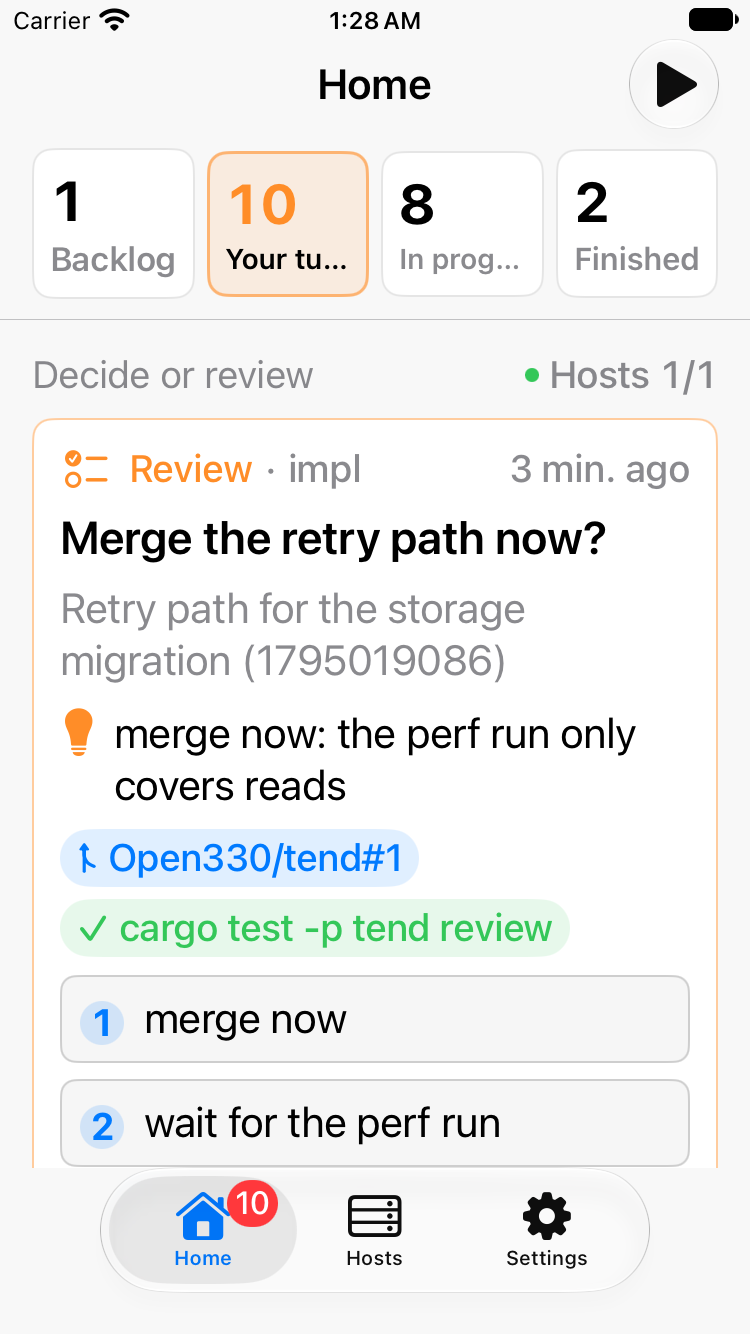 Carrier 1:28 AM
Home
1 10 8 2
Backlog Your tu... In prog... Finished
Decide or review Hosts 1/1
Review · impl 3 min. ago
Merge the retry path now?
Retry path for the storage
migration (1795019086)
merge now: the perf run only
covers reads
Open330/tend#1
cargo test -p tend review
1 merge now
2 wait for the perf run
10
Home Hosts Settings